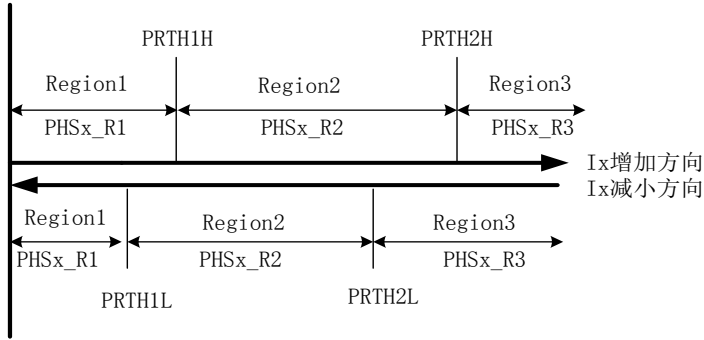 PRTH1H PRTH2H
Region1 Region2 Region3
PHSx_R1 PHSx_R2 PHSx_R3
Ix增加方向
Ix减小方向
Region1 Region2 Region3
PHSx_R1 PHSx_R2 PHSx_R3
PRTH1L PRTH2L